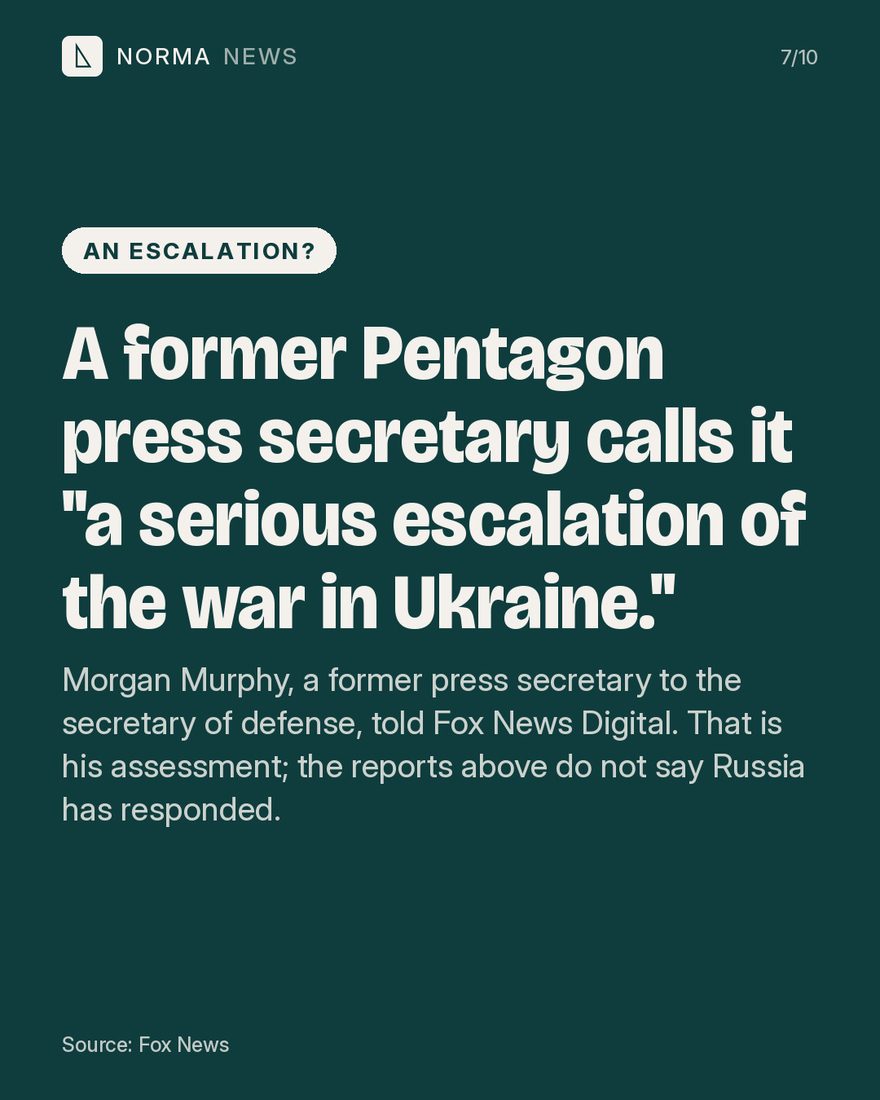 NORMA NEWS
7/10
AN ESCALATION?
A former Pentagon
press secretary calls it
"a serious escalation of
the war in Ukraine."
Morgan Murphy, a former press secretary to the
secretary of defense, told Fox News Digital. That is
his assessment; the reports above do not say Russia
has responded.
Source: Fox News